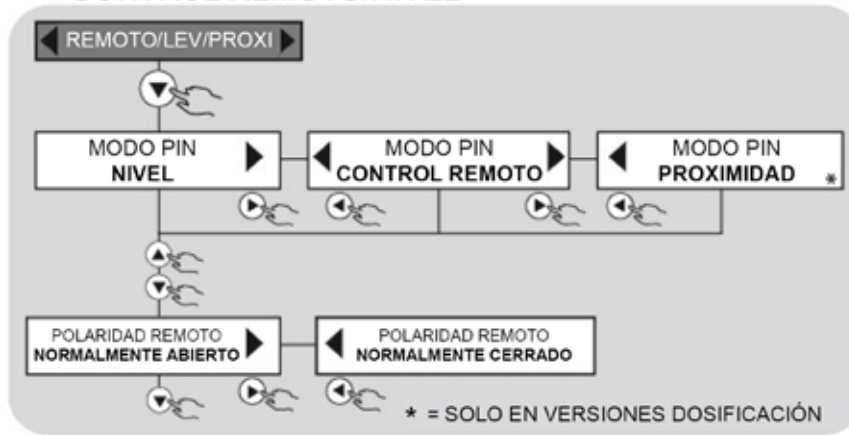 REMOTO/LEV/PROXI
MODO PIN
NIVEL
MODO PIN
CONTROL REMOTO
MODO PIN
PROXIMIDAD *
POLARIDAD REMOTO
NORMALMENTE ABIERTO
POLARIDAD REMOTO
NORMALMENTE CERRADO
* = SOLO EN VERSIONES DOSIFICACIÓN